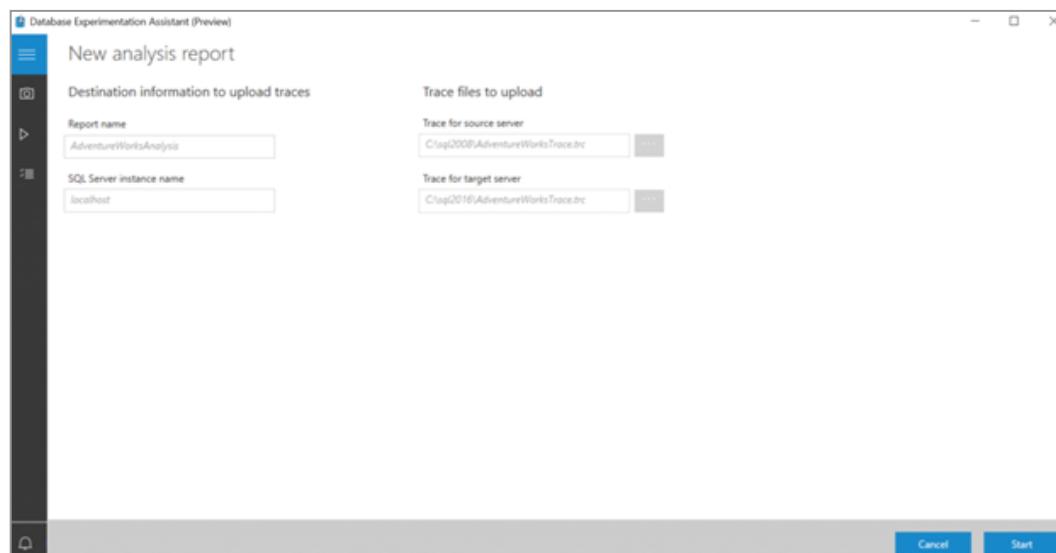 Database Experimentation Assistant (Preview)
New analysis report
Destination information to upload traces
Report name
AdventureWorksAnalysis
SQL Server instance name
localhost
Trace files to upload
Trace for source server
C:\sql2008\AdventureWorksTrace.trc
...
Trace for target server
C:\sql2016\AdventureWorksTrace.trc
...
Cancel
Start